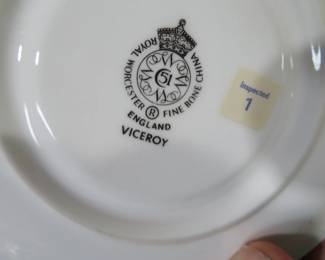 ROYAL WORCESTER
FINE BONE CHINA
51
®
ENGLAND
VICEROY
Inspected
1